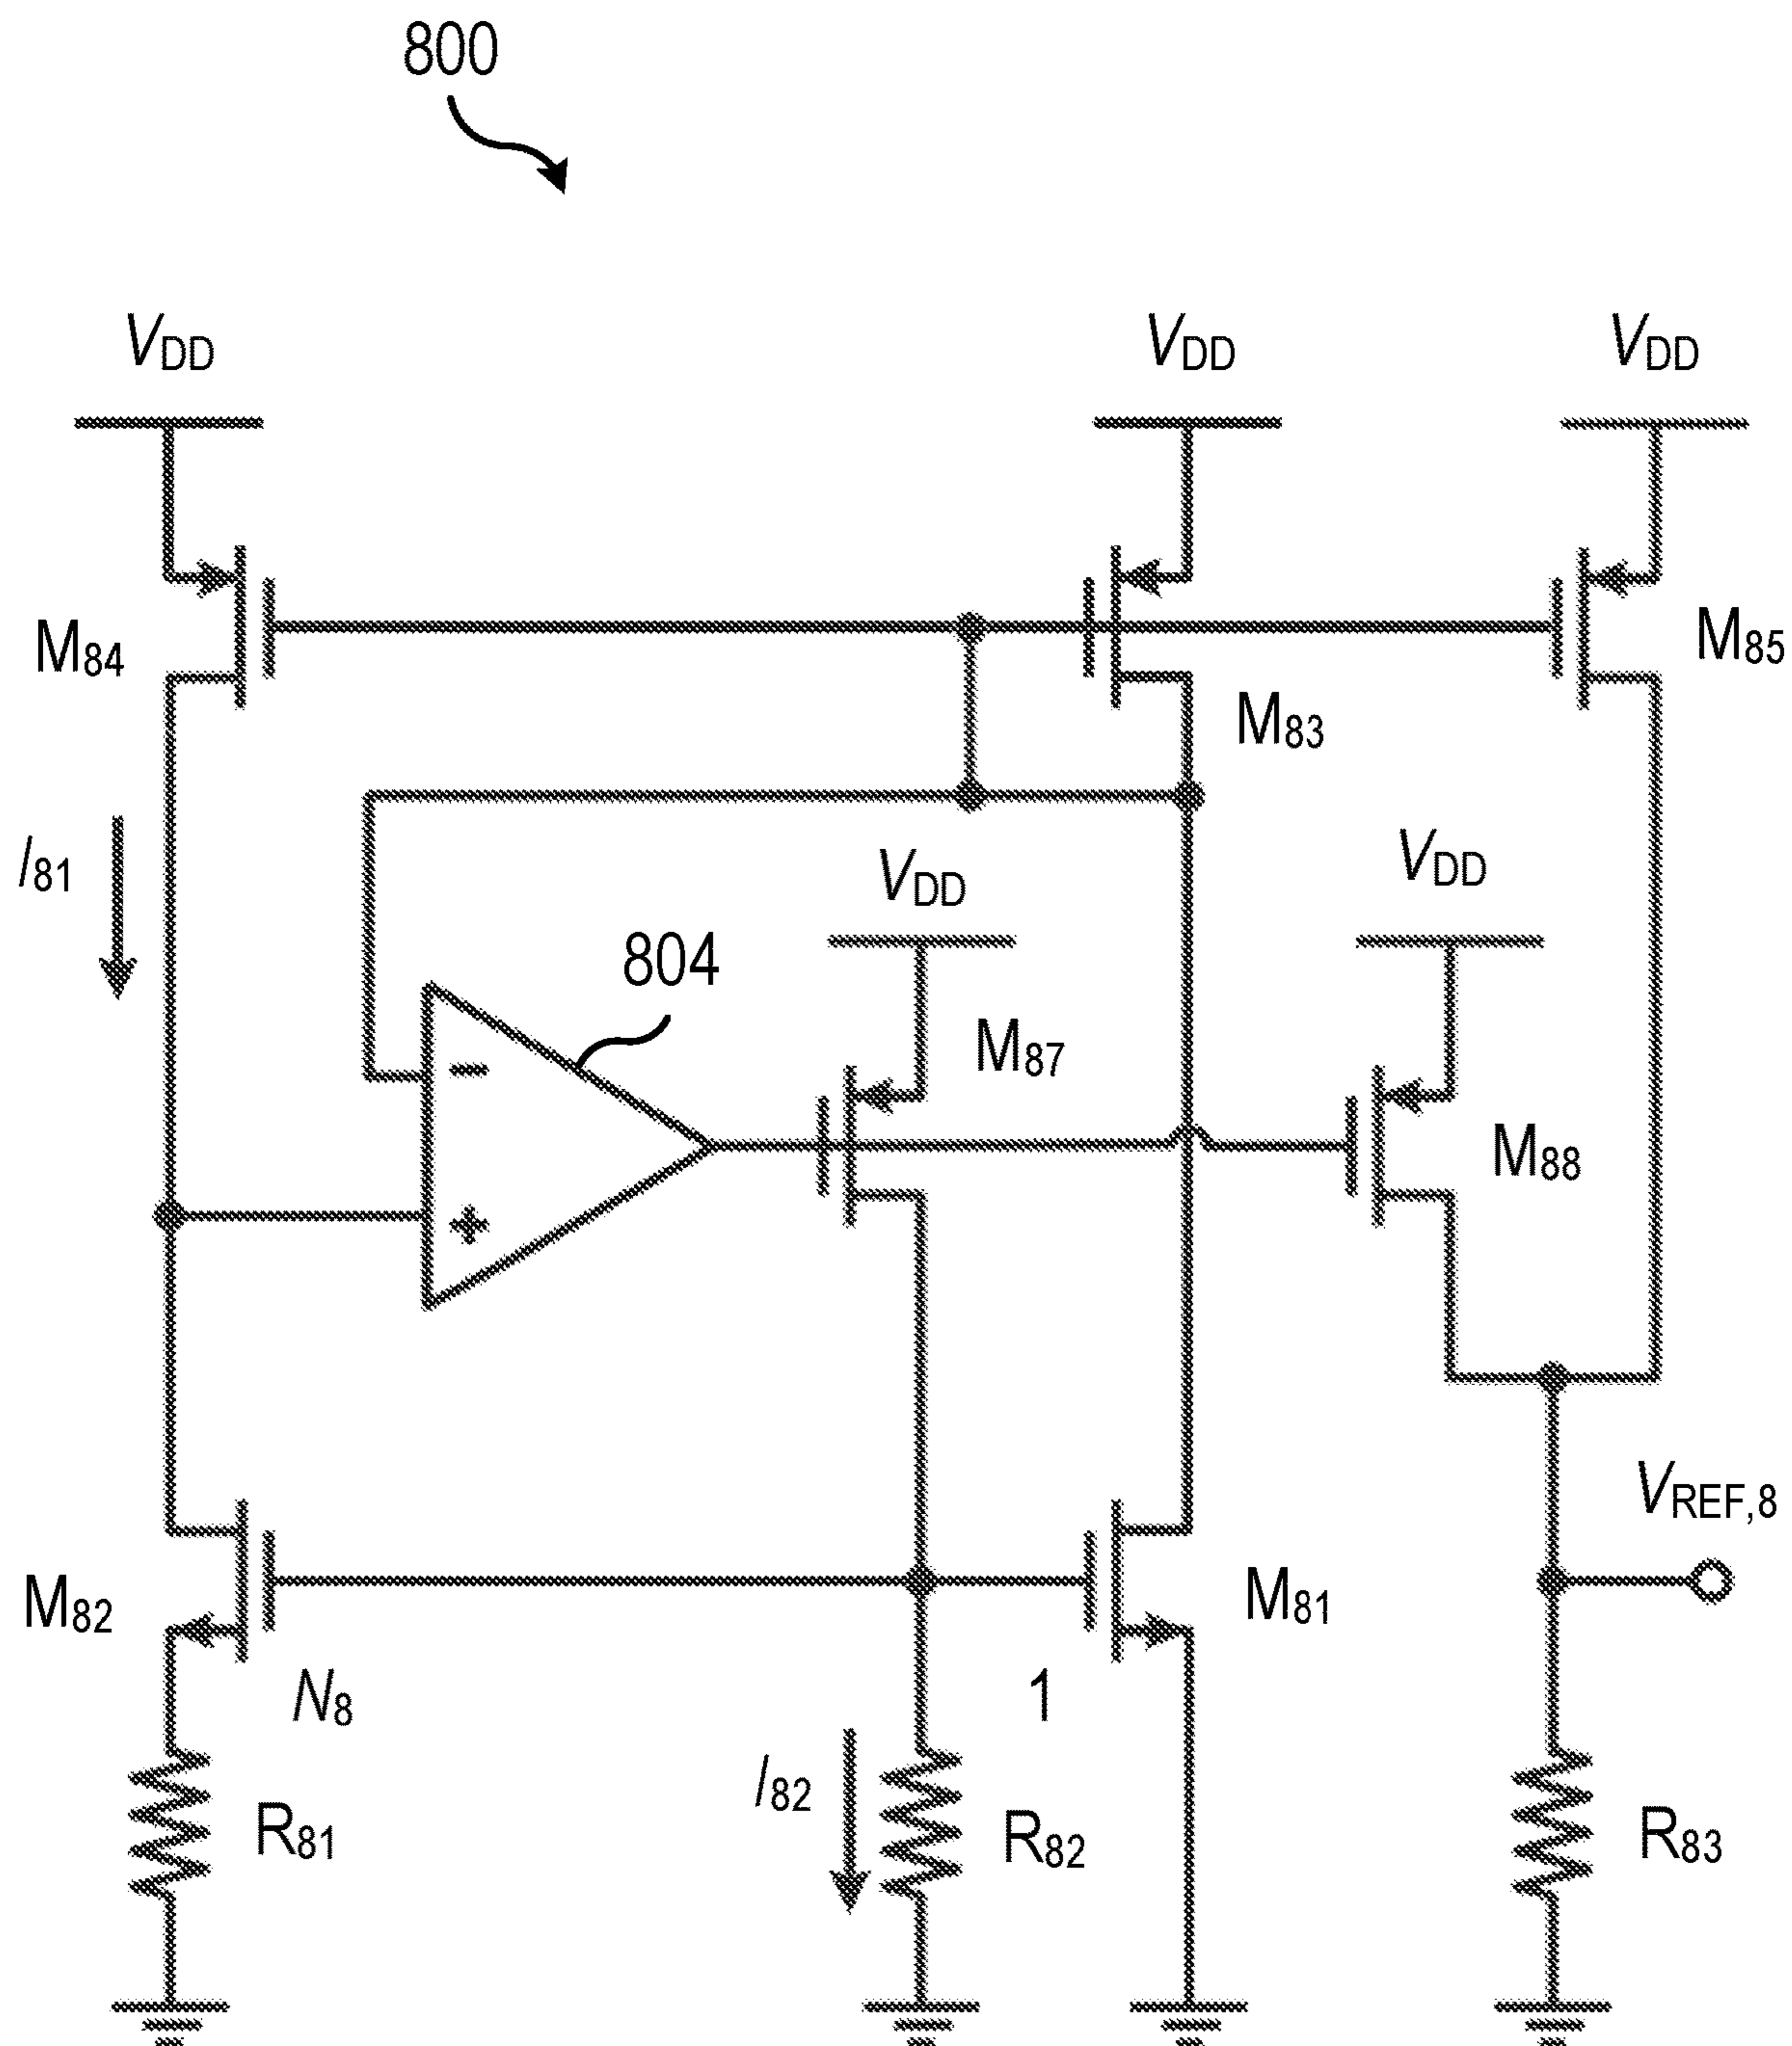 800
VDD
VDD
VDD
M84
M83
M85
I81
VDD
VDD
804
M87
M88
-
+
VREF,8
M82
M81
N8
1
I82
R81
R82
R83